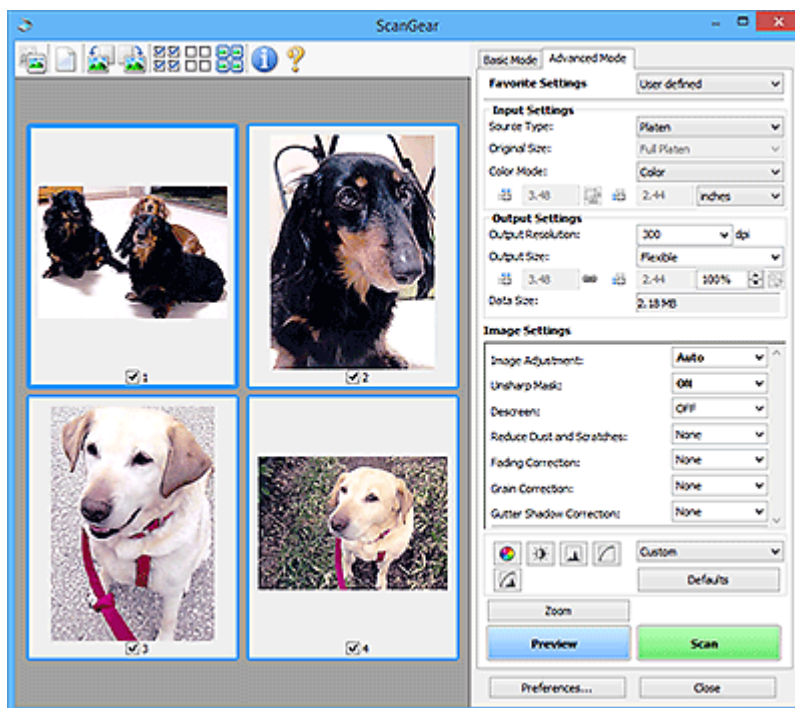 ScanGear
Basic Mode Advanced Mode
Favorite Settings User defined
Input Settings
Source Type: Platen
Original Size: Full Platen
Color Mode: Color
3.48 2.44 inches
Output Settings
Output Resolution: 300 dpi
Output Size: Flexible
3.48 2.44 100%
Data Size: 2.18 MB
Image Settings
Image Adjustment: Auto
Unsharp Mask: ON
Descreen: OFF
Reduce Dust and Scratches: None
Fading Correction: None
Grain Correction: None
Gutter Shadow Correction: None
Custom
Defaults
Zoom
Preview Scan
Preferences... Close
1
2
3
4